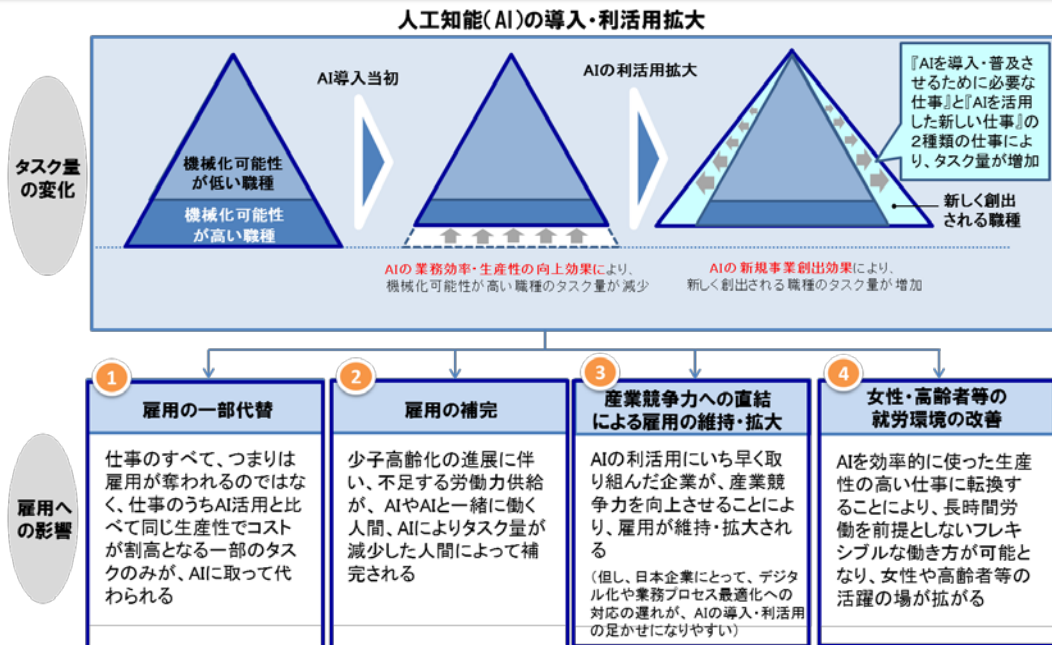 人工知能(AI)の導入・利活用拡大
タスク量
の変化
機械化可能性
が低い職種
機械化可能性
が高い職種
AI導入当初
AIの業務効率・生産性の向上効果により、
機械化可能性が高い職種のタスク量が減少
AIの利活用拡大
AIの新規事業創出効果により、
新しく創出される職種のタスク量が増加
『AIを導入・普及さ
せるために必要な
仕事』と『AIを活用
した新しい仕事』の
2種類の仕事によ
り、タスク量が増加
新しく創出
される職種
雇用へ
の影響
1
雇用の一部代替
仕事のすべて、つまりは
雇用が奪われるのではな
く、仕事のうちAI活用と比
べて同じ生産性でコスト
が割高となる一部のタス
クのみが、AIに取って代
わられる
2
雇用の補完
少子高齢化の進展に伴
い、不足する労働力供給
が、AIやAIと一緒に働く
人間、AIによりタスク量が
減少した人間によって補
完される
3
産業競争力への直結
による雇用の維持・拡大
AIの利活用にいち早く取
り組んだ企業が、産業競
争力を向上させることによ
り、雇用が維持・拡大され
る
(但し、日本企業にとって、デジタ
ル化や業務プロセス最適化への
対応の遅れが、AIの導入・利活用
の足かせになりやすい)
4
女性・高齢者等の
就労環境の改善
AIを効率的に使った生産
性の高い仕事に転換す
ることにより、長時間労
働を前提としないフレキ
シブルな働き方が可能と
なり、女性や高齢者等の
活躍の場が拡がる